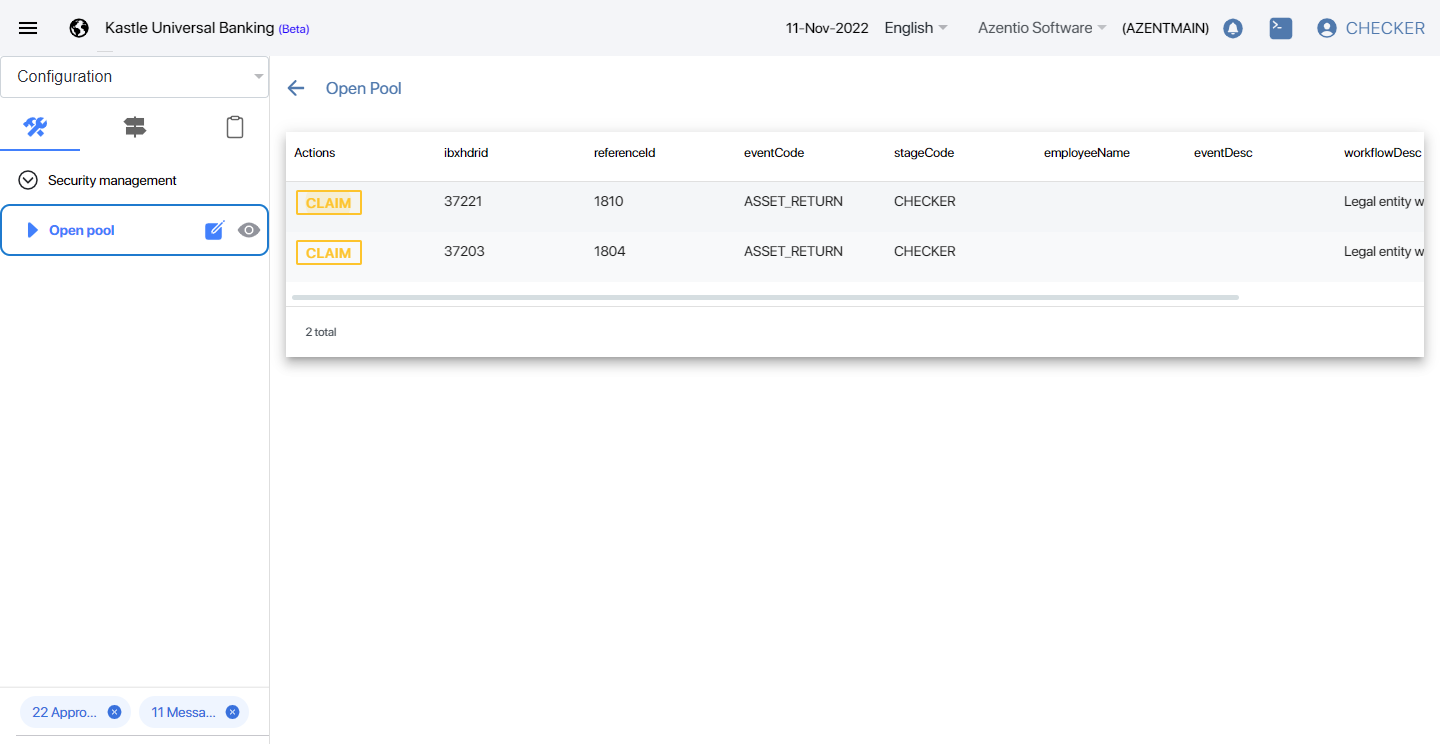 Kastle Universal Banking (Beta)
11-Nov-2022 English Azentio Software (AZENTMAIN) CHECKER
Configuration
Security management
Open pool
22 Appro... 11 Messa...
Open Pool
Actions ibxhdrid referenceId eventCode stageCode employeeName eventDesc workflowDesc
CLAIM 37221 1810 ASSET_RETURN CHECKER Legal entity w
CLAIM 37203 1804 ASSET_RETURN CHECKER Legal entity w
2 total